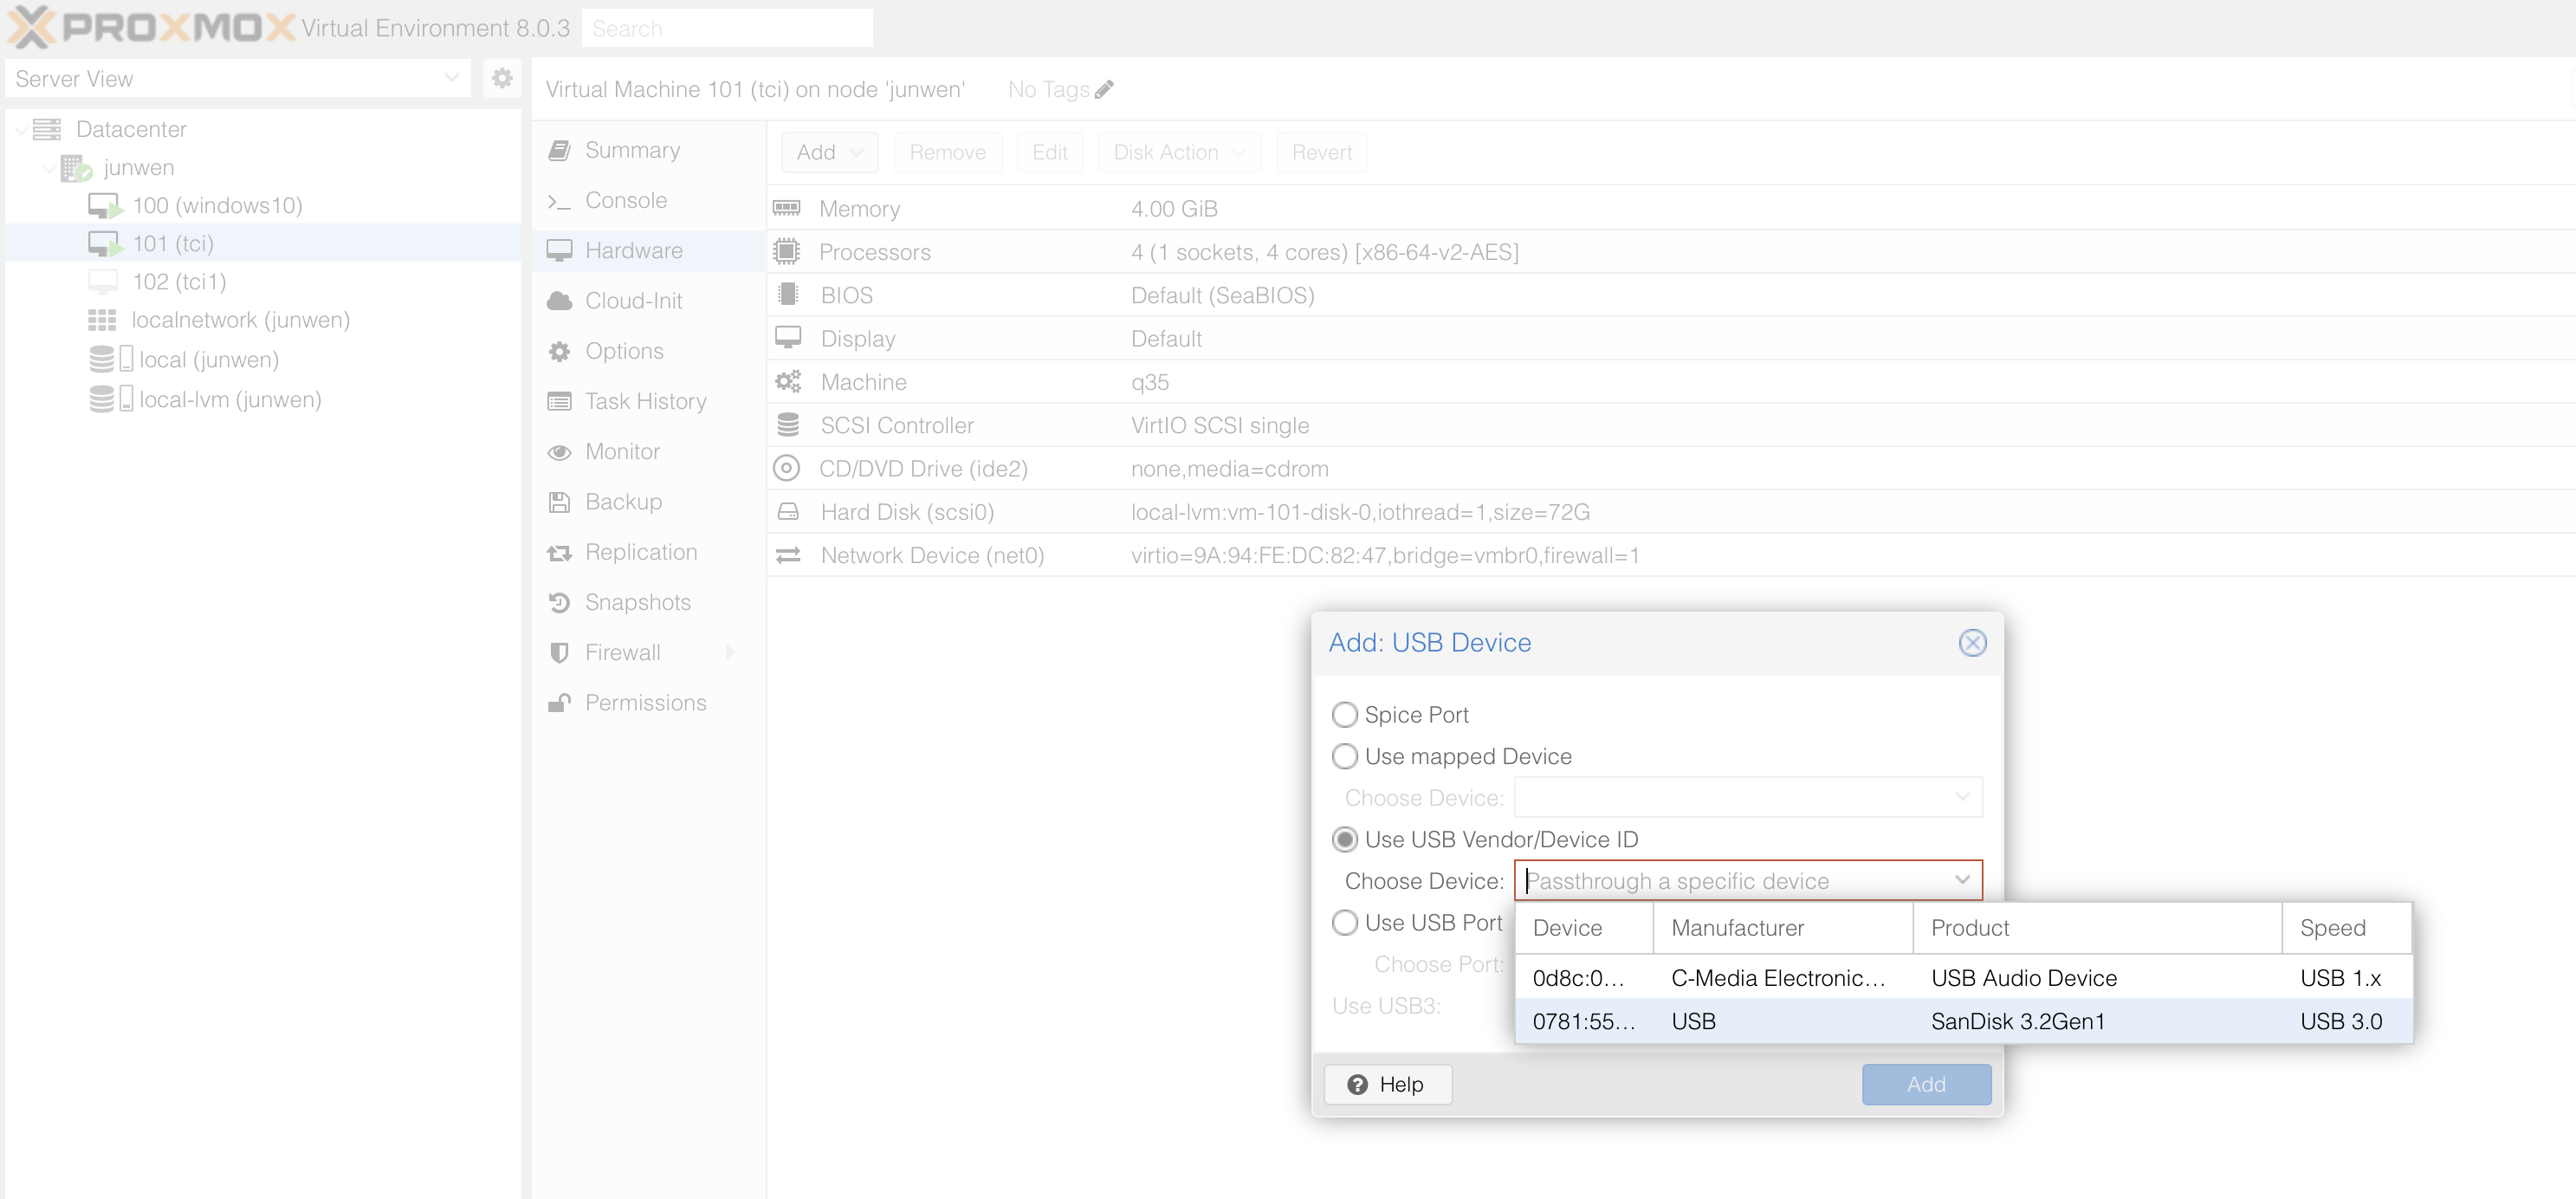 PROXMOX Virtual Environment 8.0.3 Search
Server View
Virtual Machine 101 (tci) on node 'junwen' No Tags
Datacenter
junwen
100 (windows10)
101 (tci)
102 (tci1)
localnetwork (junwen)
local (junwen)
local-lvm (junwen)
Summary
Console
Hardware
Cloud-Init
Options
Task History
Monitor
Backup
Replication
Snapshots
Firewall
Permissions
Add Remove Edit Disk Action Revert
Memory 4.00 GiB
Processors 4 (1 sockets, 4 cores) [x86-64-v2-AES]
BIOS Default (SeaBIOS)
Display Default
Machine q35
SCSI Controller VirtIO SCSI single
CD/DVD Drive (ide2) none,media=cdrom
Hard Disk (scsi0) local-lvm:vm-101-disk-0,iothread=1,size=72G
Network Device (net0) virtio=9A:94:FE:DC:82:47,bridge=vmbr0,firewall=1
Add: USB Device
Spice Port
Use mapped Device
Choose Device:
Use USB Vendor/Device ID
Choose Device: Passthrough a specific device
Use USB Port
Choose Port:
Use USB3:
Device Manufacturer Product Speed
0d8c:0... C-Media Electronic... USB Audio Device USB 1.x
0781:55... USB SanDisk 3.2Gen1 USB 3.0
Help Add